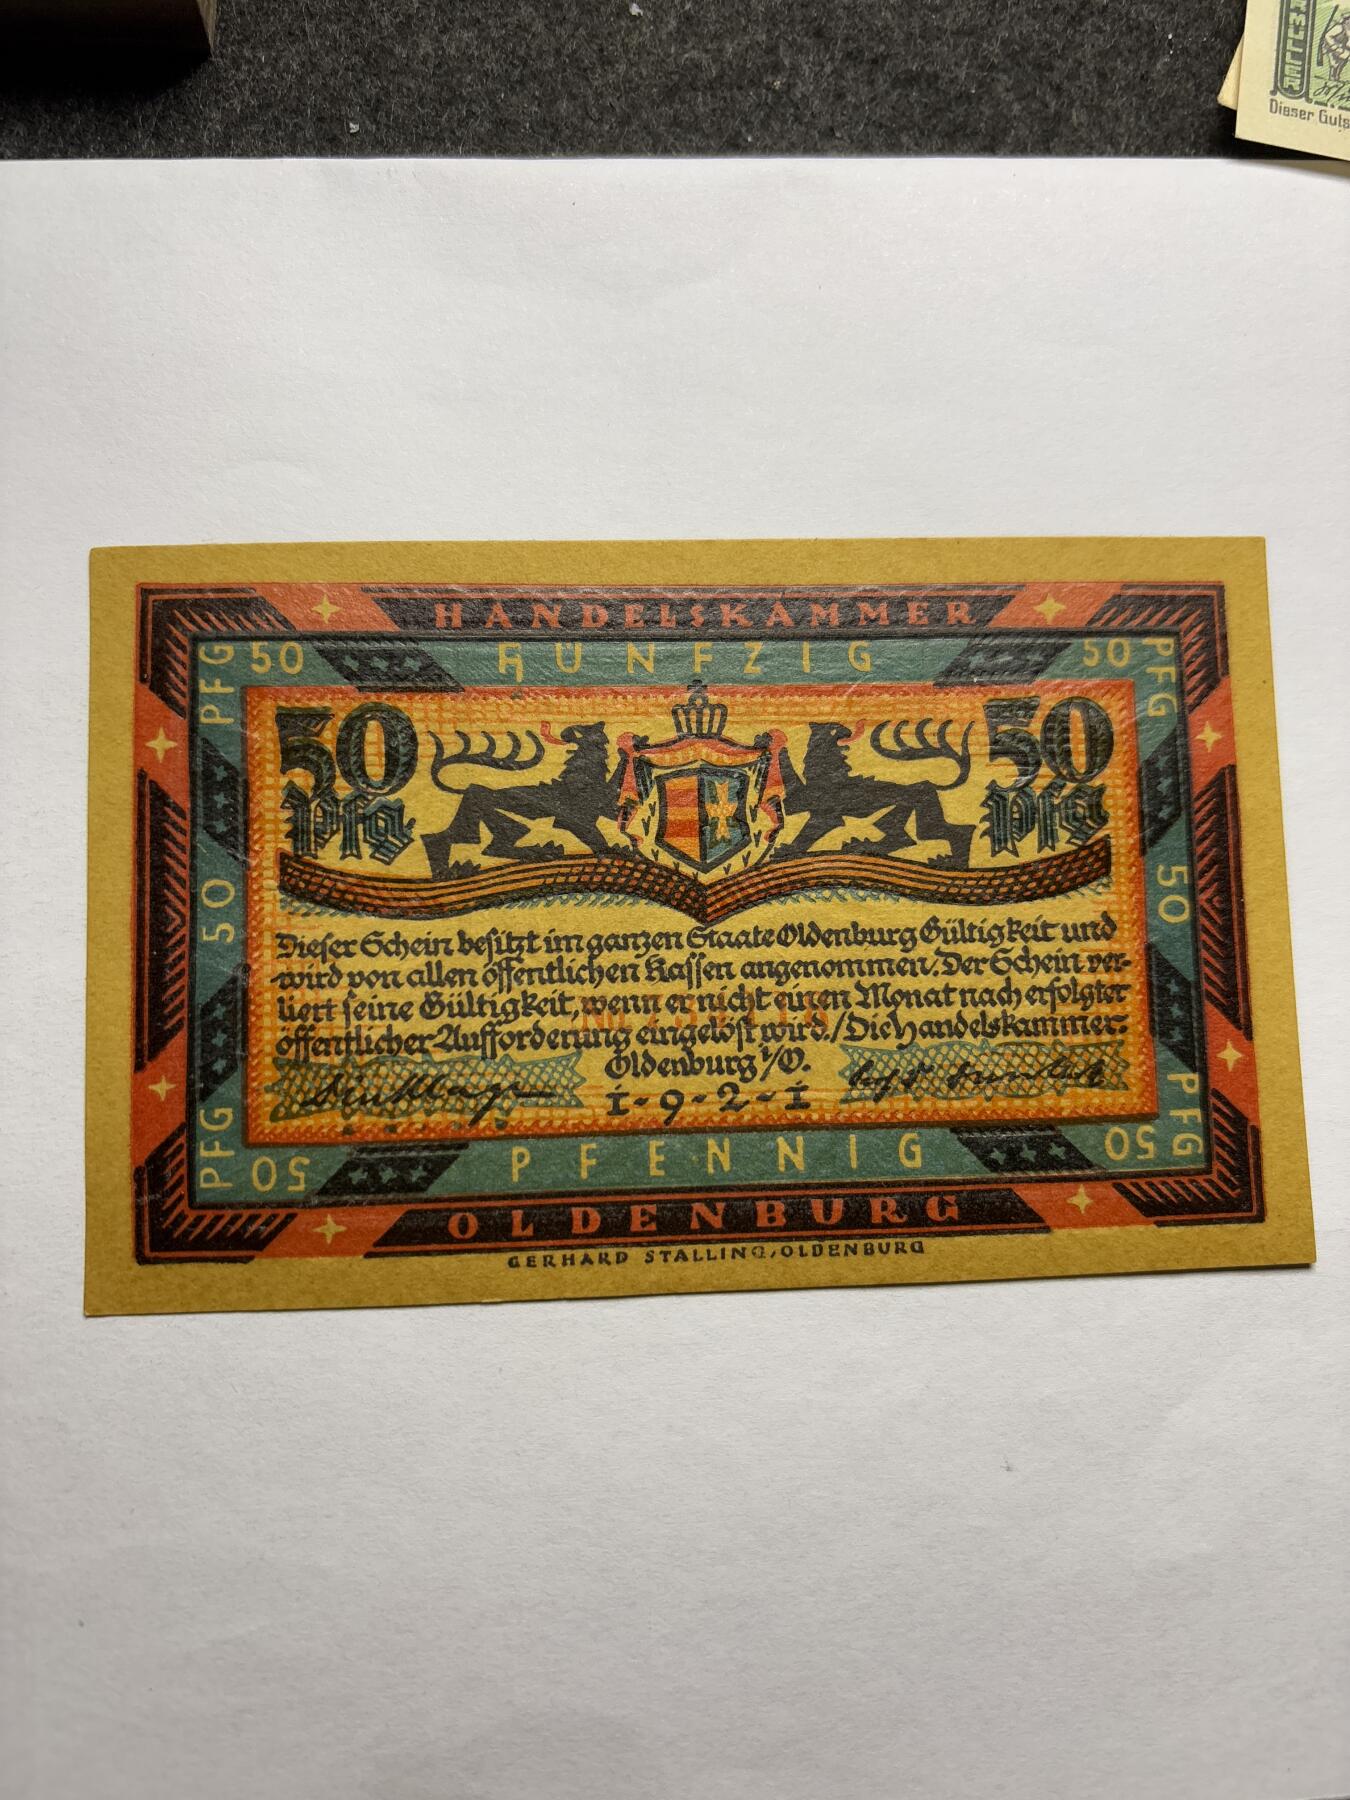 MÜLLER
Dieser Guts
HANDELSKAMMER
PFG 50 FÜNFZIG 50 PFG
50 50
Pfg Pfg
50 50
Dieser Schein besitzt im ganzen Staate Oldenburg Gültigkeit und
wird von allen öffentlichen Kassen angenommen. Der Schein ver-
liert seine Gültigkeit, wenn er nicht einen Monat nach erfolgter
öffentlicher Aufforderung eingelöst wird./Die Handelskammer.
Oldenburg i/O.
1-9-2-1
PFG 50 PFENNIG 50 PFG
OLDENBURG
GERHARD STALLING, OLDENBURG